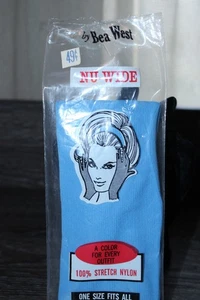 by Bea West
49¢
NU-WIDE
A COLOR
FOR EVERY
OUTFIT
100% STRETCH NYLON
ONE SIZE FITS ALL